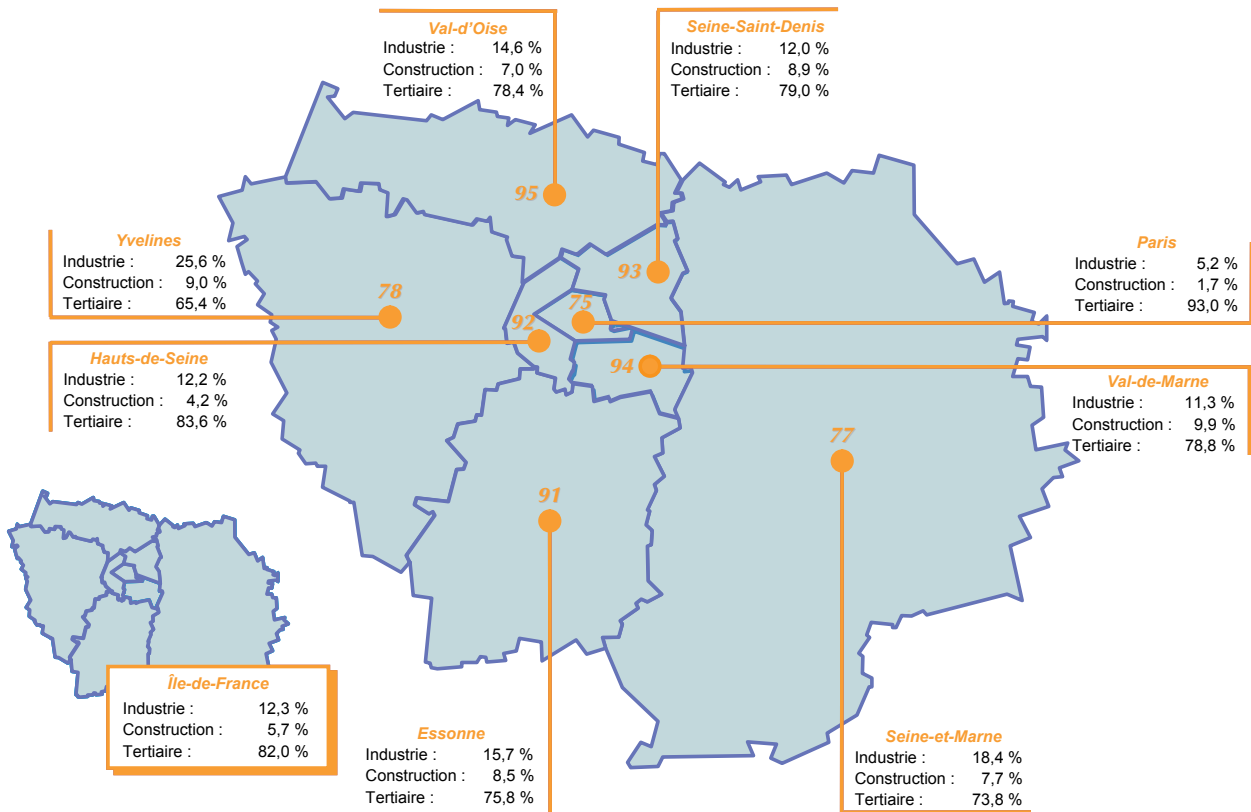 Val-d'Oise
Industrie : 14,6 %
Construction : 7,0 %
Tertiaire : 78,4 %
Seine-Saint-Denis
Industrie : 12,0 %
Construction : 8,9 %
Tertiaire : 79,0 %
95
Yvelines
Industrie : 25,6 %
Construction : 9,0 %
Tertiaire : 65,4 %
93
Paris
Industrie : 5,2 %
Construction : 1,7 %
Tertiaire : 93,0 %
78
75
92
Hauts-de-Seine
Industrie : 12,2 %
Construction : 4,2 %
Tertiaire : 83,6 %
94
Val-de-Marne
Industrie : 11,3 %
Construction : 9,9 %
Tertiaire : 78,8 %
77
91
Île-de-France
Industrie : 12,3 %
Construction : 5,7 %
Tertiaire : 82,0 %
Essonne
Industrie : 15,7 %
Construction : 8,5 %
Tertiaire : 75,8 %
Seine-et-Marne
Industrie : 18,4 %
Construction : 7,7 %
Tertiaire : 73,8 %